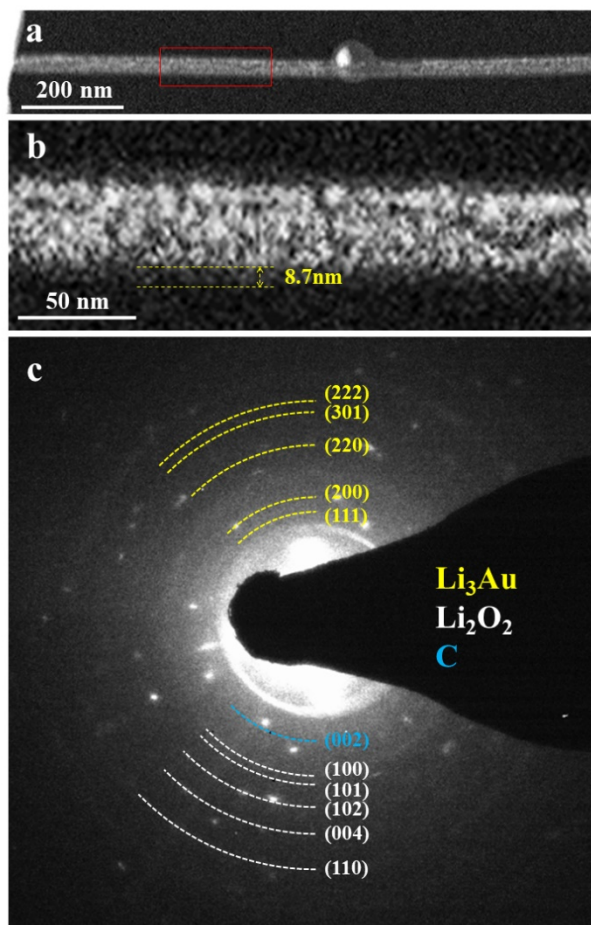 a
200 nm
b
8.7nm
50 nm
c
(222)
(301)
(220)
(200)
(111)
Li₃Au
Li₂O₂
C
(002)
(100)
(101)
(102)
(004)
(110)